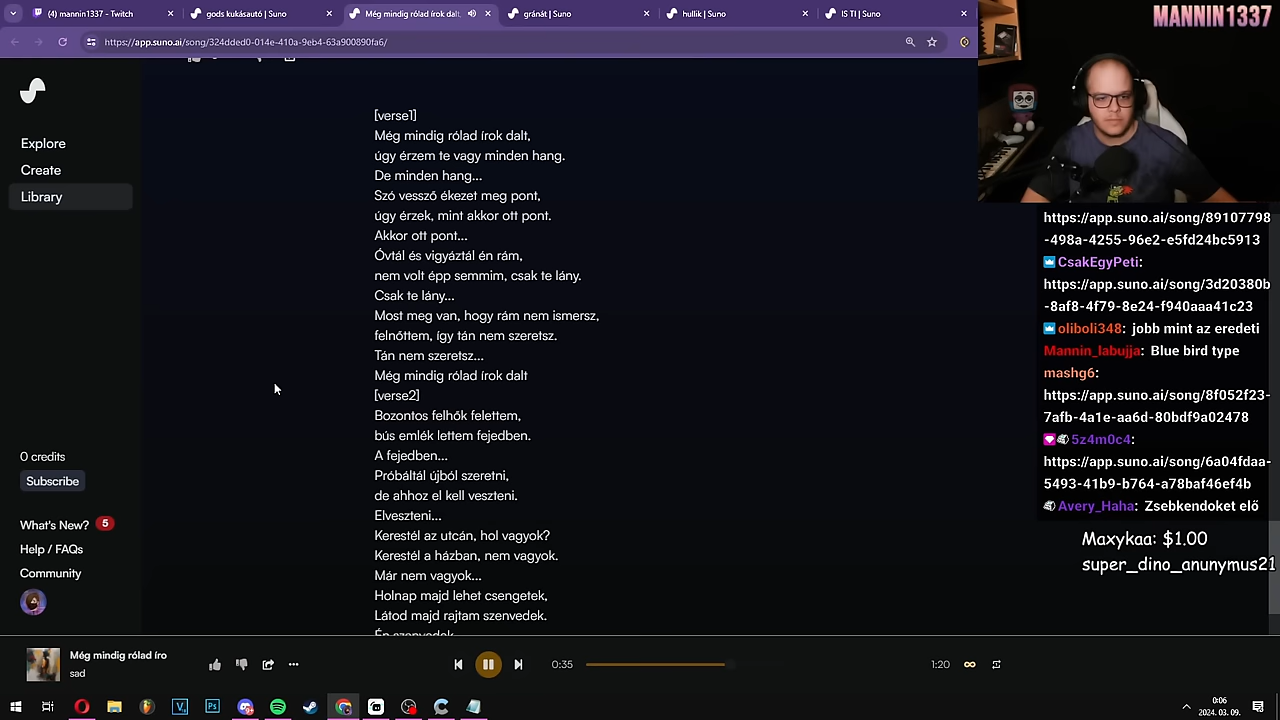 (4) mannin1337 - Twitch
gods kukásautó | Suno
Még mindig rólad írok dalt
gránát | Suno
hullik | Suno
IS TI | Suno
https://app.suno.ai/song/324dded0-014e-410a-9eb4-63a900890fa6/
MANNIN1337
Explore
Create
Library
0 credits
Subscribe
What's New? 5
Help / FAQs
Community
[verse1]
Még mindig rólad írok dalt,
úgy érzem te vagy minden hang.
De minden hang...
Szó vessző ékezet meg pont,
úgy érzek, mint akkor ott pont.
Akkor ott pont...
Óvtál és vigyáztál én rám,
nem volt épp semmim, csak te lány.
Csak te lány...
Most meg van, hogy rám nem ismersz,
felnőttem, így tán nem szeretsz.
Tán nem szeretsz...
Még mindig rólad írok dalt
[verse2]
Bozontos felhők felettem,
bús emlék lettem fejedben.
A fejedben...
Próbáltál újból szeretni,
de ahhoz el kell veszteni.
Elveszteni...
Kerestél az utcán, hol vagyok?
Kerestél a házban, nem vagyok.
Már nem vagyok...
Holnap majd lehet csengetek,
Látod majd rajtam szenvedek.
Én szenvedek
https://app.suno.ai/song/89107798
-498a-4255-96e2-e5fd24bc5913
CsakEgyPeti:
https://app.suno.ai/song/3d20380b
-8af8-4f79-8e24-f940aaa41c23
oliboli348: jobb mint az eredeti
Mannin_labujja: Blue bird type
mashg6:
https://app.suno.ai/song/8f052f23-
7afb-4a1e-aa6d-80bdf9a02478
5z4m0c4:
https://app.suno.ai/song/6a04fdaa-
5493-41b9-b764-a78baf46ef4b
Avery_Haha: Zsebkendoket elő
Maxykaa: $1.00
super_dino_anunymus21
Még mindig rólad íro
sad
0:35
1:20
0:06
2024. 03. 09.